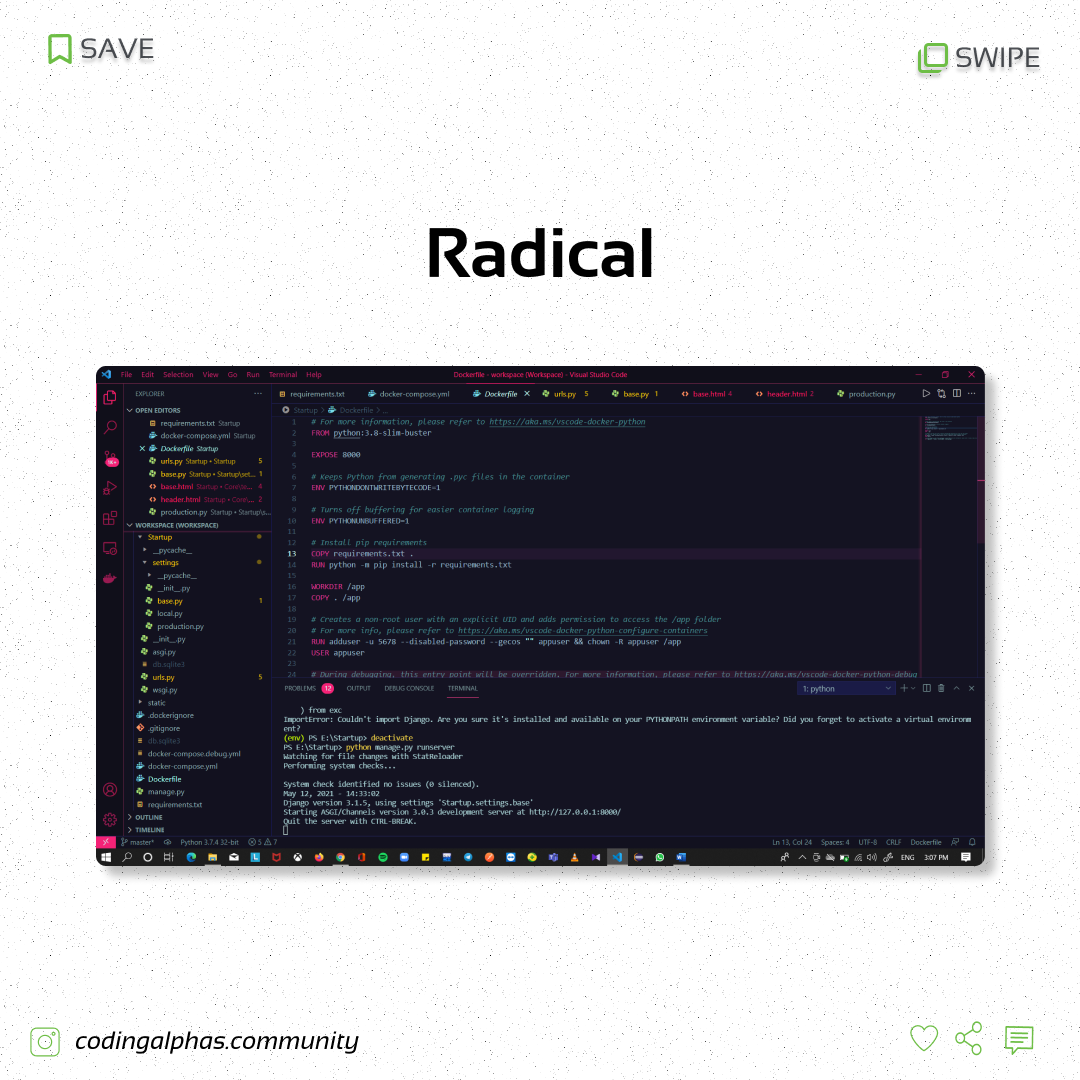 SAVE
SWIPE
Radical
File Edit Selection View Go Run Terminal Help
Dockerfile - workspace (Workspace) - Visual Studio Code
EXPLORER
OPEN EDITORS
requirements.txt Startup
docker-compose.yml Startup
Dockerfile Startup
urls.py Startup • Startup 5
base.py Startup • Startup\set... 1
base.html Startup • Core\te... 4
header.html Startup • Core\... 2
production.py Startup • Startup\s...
WORKSPACE (WORKSPACE)
Startup
__pycache__
settings
__pycache__
__init__.py
base.py 1
local.py
production.py
__init__.py
asgi.py
db.sqlite3
urls.py 5
wsgi.py
static
.dockerignore
.gitignore
db.sqlite3
docker-compose.debug.yml
docker-compose.yml
Dockerfile
manage.py
requirements.txt
OUTLINE
TIMELINE
requirements.txt docker-compose.yml Dockerfile urls.py 5 base.py 1 base.html 4 header.html 2 production.py
Startup > Dockerfile > ...
1 # For more information, please refer to https://aka.ms/vscode-docker-python
2 FROM python:3.8-slim-buster
3
4 EXPOSE 8000
5
6 # Keeps Python from generating .pyc files in the container
7 ENV PYTHONDONTWRITEBYTECODE=1
8
9 # Turns off buffering for easier container logging
10 ENV PYTHONUNBUFFERED=1
11
12 # Install pip requirements
13 COPY requirements.txt .
14 RUN python -m pip install -r requirements.txt
15
16 WORKDIR /app
17 COPY . /app
18
19 # Creates a non-root user with an explicit UID and adds permission to access the /app folder
20 # For more info, please refer to https://aka.ms/vscode-docker-python-configure-containers
21 RUN adduser -u 5678 --disabled-password --gecos "" appuser && chown -R appuser /app
22 USER appuser
23
24 # During debugging, this entry point will be overridden. For more information, please refer to https://aka.ms/vscode-docker-python-debug
PROBLEMS 12 OUTPUT DEBUG CONSOLE TERMINAL
1: python
) from exc
ImportError: Couldn't import Django. Are you sure it's installed and available on your PYTHONPATH environment variable? Did you forget to activate a virtual environm
ent?
(env) PS E:\Startup> deactivate
PS E:\Startup> python manage.py runserver
Watching for file changes with StatReloader
Performing system checks...
System check identified no issues (0 silenced).
May 12, 2021 - 14:33:02
Django version 3.1.5, using settings 'Startup.settings.base'
Starting ASGI/Channels version 3.0.3 development server at http://127.0.0.1:8000/
Quit the server with CTRL-BREAK.
master* Python 3.7.4 32-bit 5 7
Ln 13, Col 24 Spaces: 4 UTF-8 CRLF Dockerfile
ENG 3:07 PM
codingalphas.community